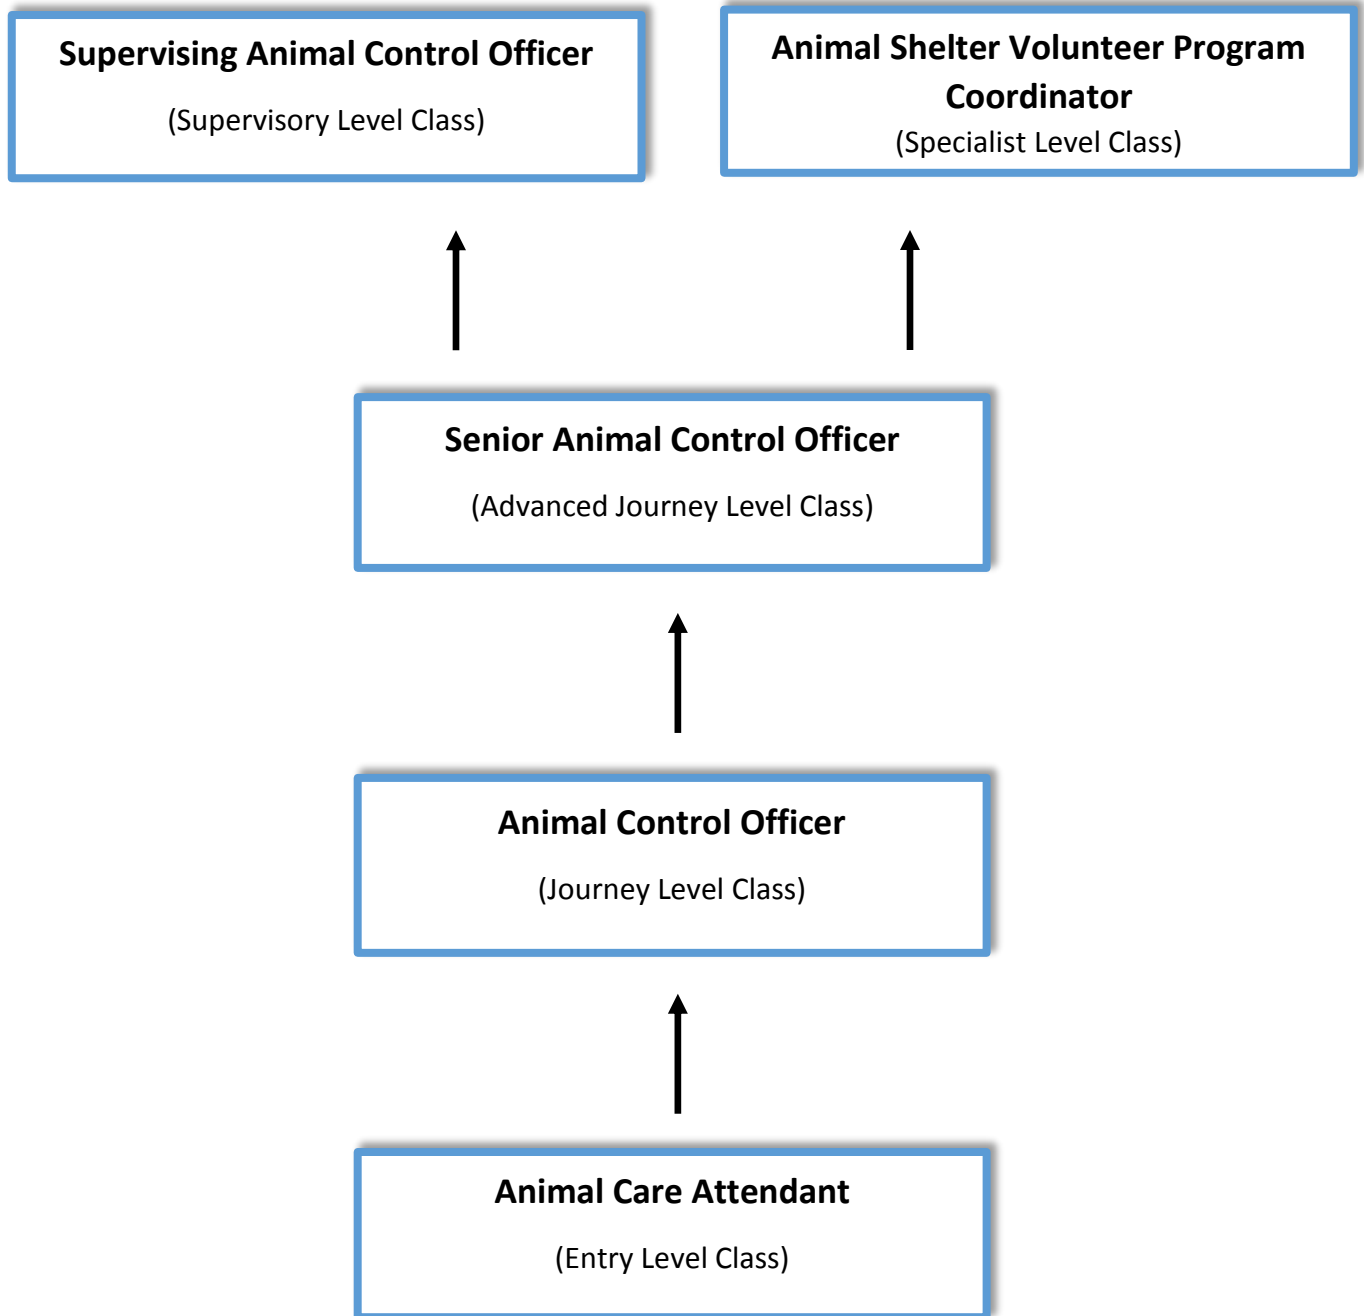 Supervising Animal Control Officer
(Supervisory Level Class)
Animal Shelter Volunteer Program
Coordinator
(Specialist Level Class)
Senior Animal Control Officer
(Advanced Journey Level Class)
Animal Control Officer
(Journey Level Class)
Animal Care Attendant
(Entry Level Class)